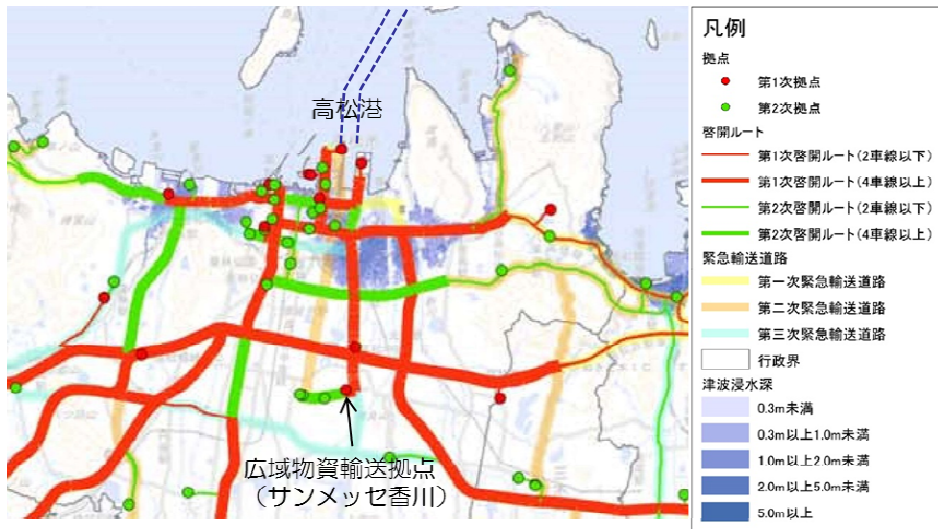 高松港
広域物資輸送拠点
（サンメッセ香川）
凡例
拠点
第1次拠点
第2次拠点
啓開ルート
第1次啓開ルート(2車線以下)
第1次啓開ルート(4車線以上)
第2次啓開ルート(2車線以下)
第2次啓開ルート(4車線以上)
緊急輸送道路
第一次緊急輸送道路
第二次緊急輸送道路
第三次緊急輸送道路
行政界
津波浸水深
0.3m未満
0.3m以上1.0m未満
1.0m以上2.0m未満
2.0m以上5.0m未満
5.0m以上